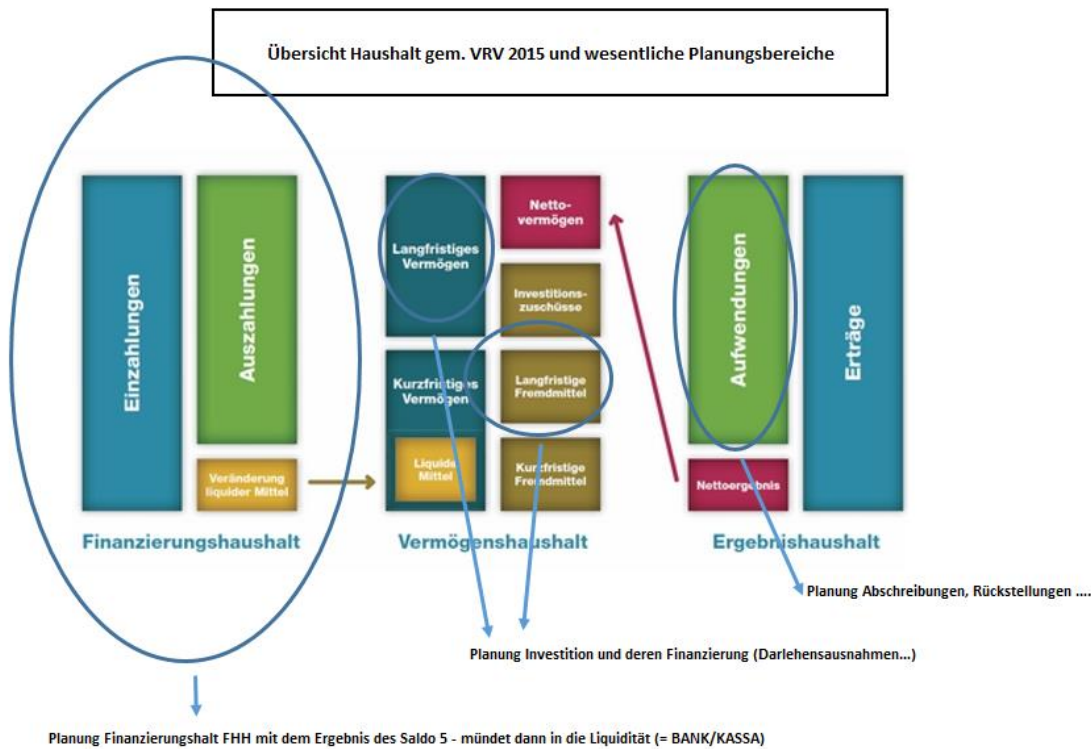 Übersicht Haushalt gem. VRV 2015 und wesentliche Planungsbereiche
Einzahlungen
Auszahlungen
Veränderung
liquider Mittel
Finanzierungshaushalt
Langfristiges
Vermögen
Kurzfristiges
Vermögen
Liquide
Mittel
Netto-
vermögen
Investitions-
zuschüsse
Langfristige
Fremdmittel
Kurzfristige
Fremdmittel
Vermögenshaushalt
Aufwendungen
Nettoergebnis
Erträge
Ergebnishaushalt
Planung Abschreibungen, Rückstellungen ....
Planung Investition und deren Finanzierung (Darlehensausnahmen...)
Planung Finanzierungshalt FHH mit dem Ergebnis des Saldo 5 - mündet dann in die Liquidität (= BANK/KASSA)